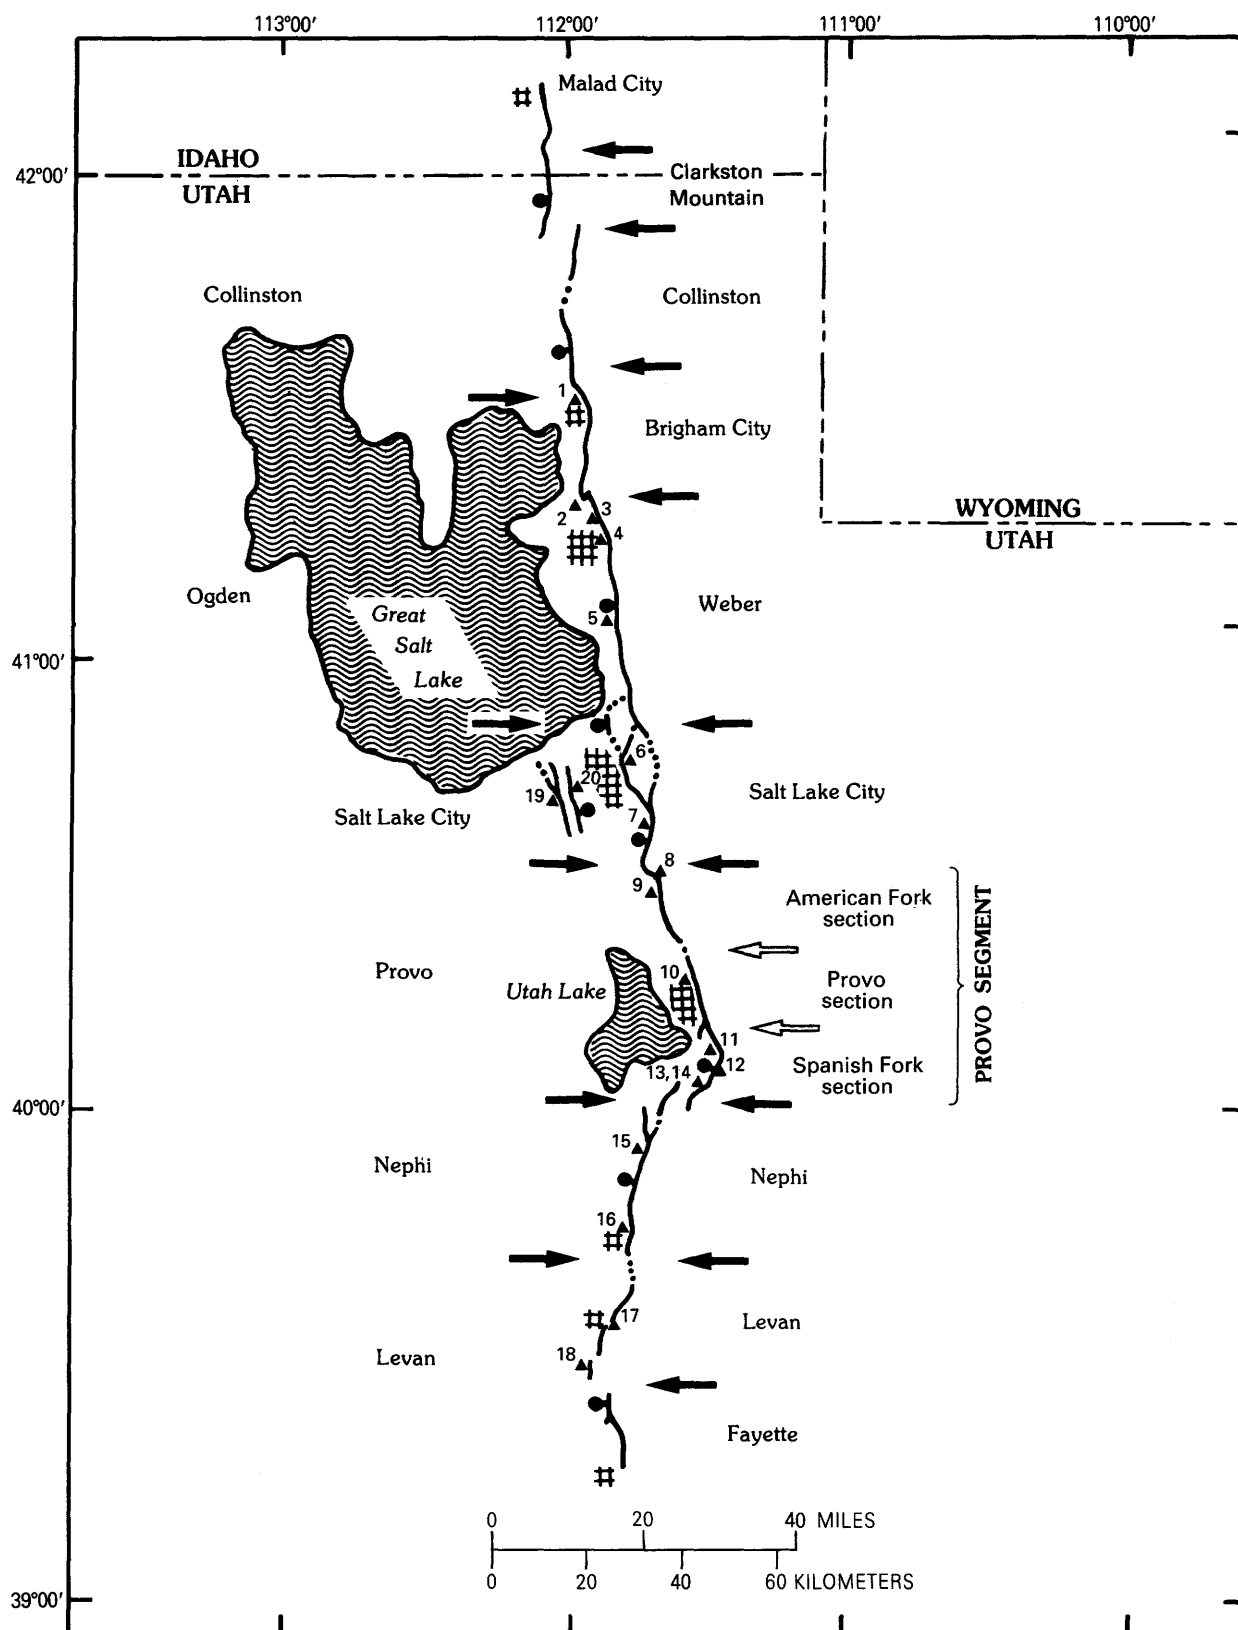 113°00'
112°00'
111°00'
110°00'
Malad City
IDAHO
42°00'
UTAH
Clarkston
Mountain
Collinston
Collinston
1
Brigham City
2
3
4
WYOMING
UTAH
Ogden
Great
Salt
Lake
5
Weber
41°00'
6
20
19
Salt Lake City
7
Salt Lake City
8
9
American Fork
section
PROVO SEGMENT
Provo
Utah Lake
10
Provo
section
11
12
13,14
Spanish Fork
section
40°00'
15
Nephi
Nephi
16
17
Levan
18
Levan
Fayette
0 20 40 MILES
0 20 40 60 KILOMETERS
39°00'